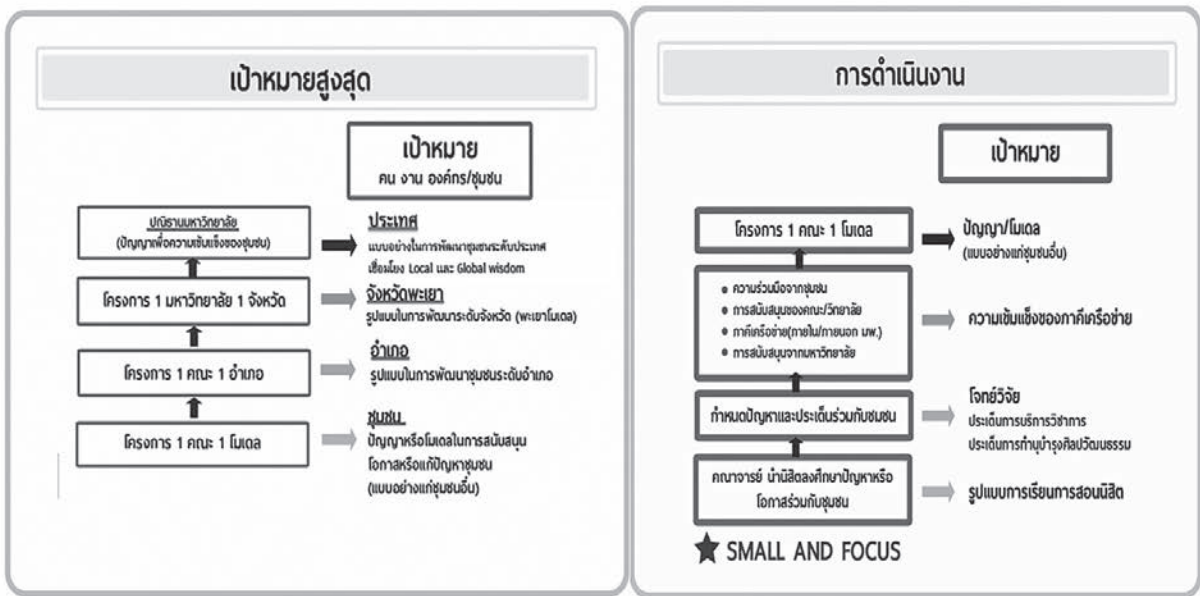 เป้าหมายสูงสุด
เป้าหมาย
คน งาน องค์กร/ชุมชน
ปณิธานมหาวิทยาลัย
(ปัญญาเพื่อความเข้มแข็งของชุมชน)
ประเทศ
แบบอย่างในการพัฒนาชุมชนระดับประเทศ
เชื่อมโยง Local และ Global wisdom
โครงการ 1 มหาวิทยาลัย 1 จังหวัด
จังหวัดพะเยา
รูปแบบในการพัฒนาระดับจังหวัด (พะเยาโมเดล)
โครงการ 1 คณะ 1 อำเภอ
อำเภอ
รูปแบบในการพัฒนาชุมชนระดับอำเภอ
โครงการ 1 คณะ 1 โมเดล
ชุมชน
ปัญญาหรือโมเดลในการสนับสนุน
โอกาสหรือแก้ปัญหาชุมชน
(แบบอย่างแก่ชุมชนอื่น)
การดำเนินงาน
เป้าหมาย
โครงการ 1 คณะ 1 โมเดล
ปัญญา/โมเดล
(แบบอย่างแก่ชุมชนอื่น)
• ความร่วมมือจากชุมชน
• การสนับสนุนของคณะ/วิทยาลัย
• ภาคีเครือข่าย(ภายใน/ภายนอก มพ.)
• การสนับสนุนจากมหาวิทยาลัย
ความเข้มแข็งของภาคีเครือข่าย
กำหนดปัญหาและประเด็นร่วมกับชุมชน
โจทย์วิจัย
ประเด็นการบริการวิชาการ
ประเด็นการทำนุบำรุงศิลปวัฒนธรรม
คณาจารย์ นำนิสิตลงศึกษาปัญหาหรือ
โอกาสร่วมกับชุมชน
รูปแบบการเรียนการสอนนิสิต
★ SMALL AND FOCUS